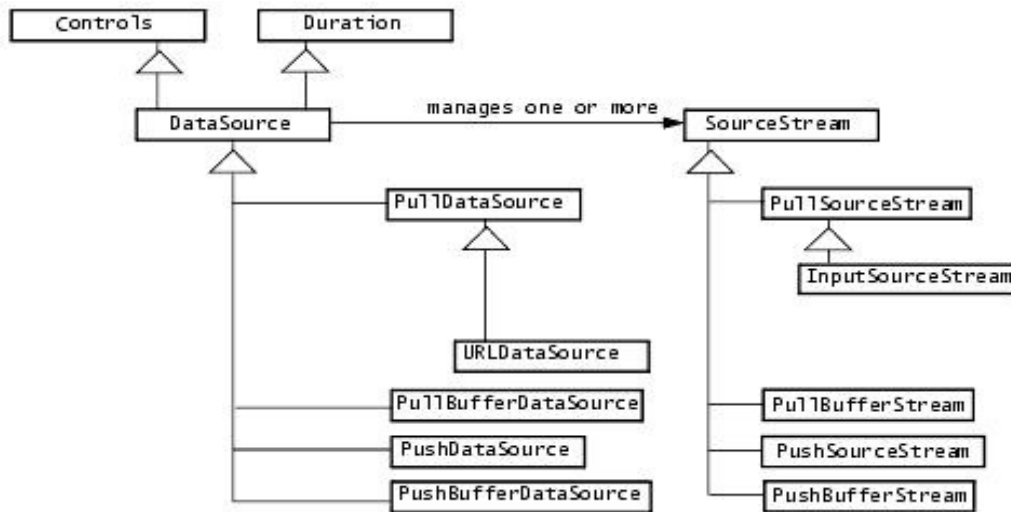 Controls
Duration
DataSource
manages one or more
SourceStream
PullDataSource
PullSourceStream
InputSourceStream
URLDataSource
PullBufferDataSource
PullBufferStream
PushDataSource
PushSourceStream
PushBufferDataSource
PushBufferStream